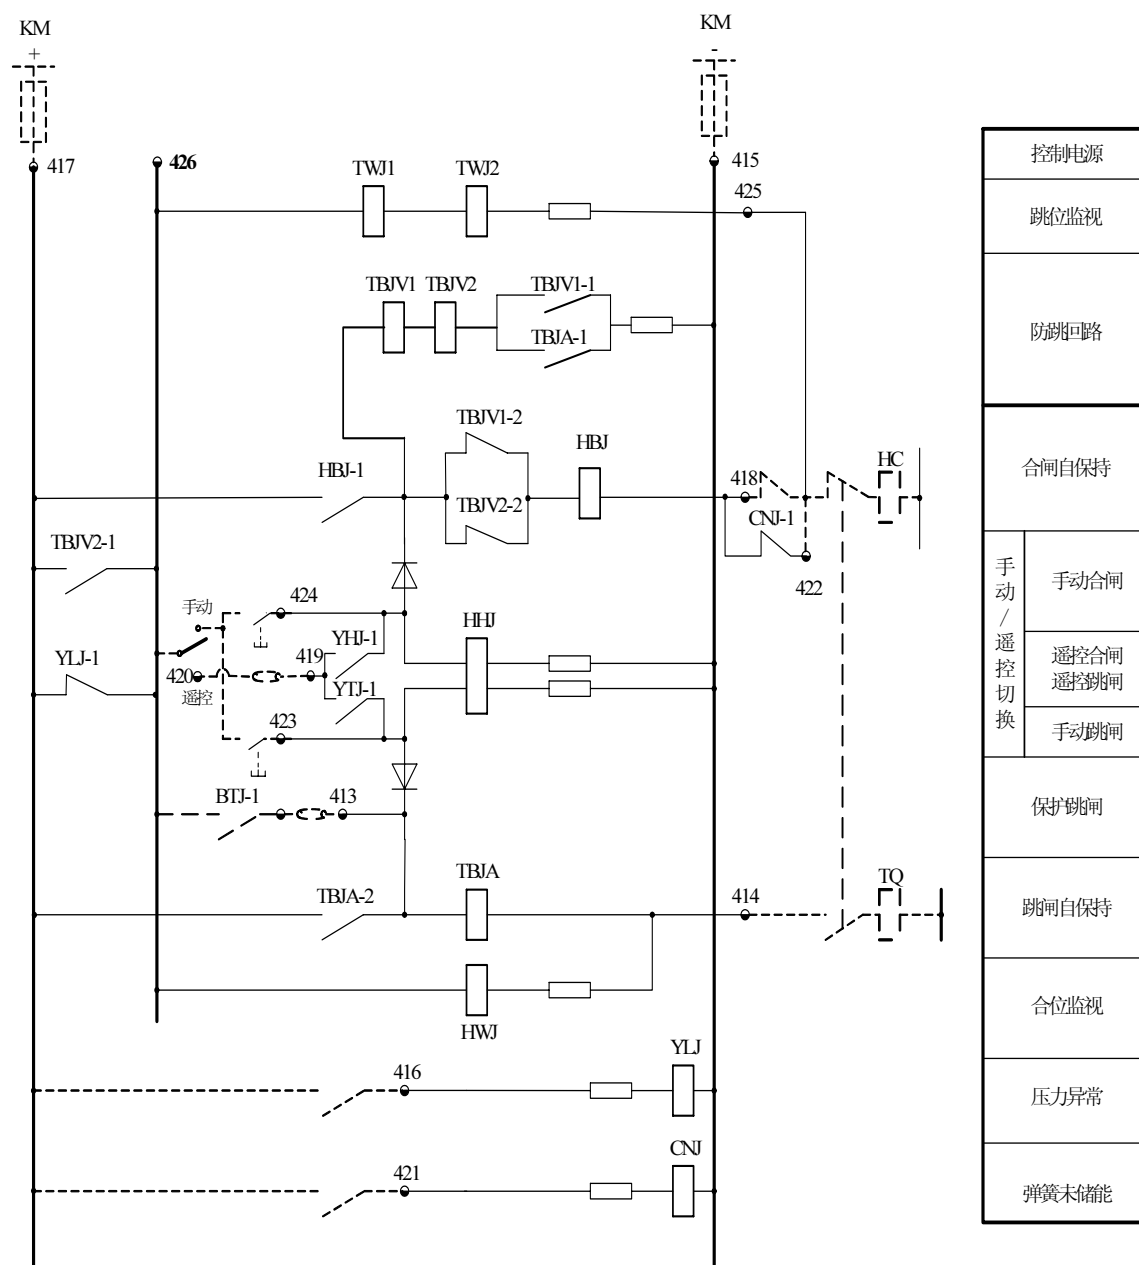 KM
+
KM
-
417
426
415
TWJ1
TWJ2
425
TBJV1
TBJV2
TBJV1-1
TBJA-1
TBJV1-2
HBJ
HBJ-1
TBJV2-2
418
HC
CNJ-1
422
TBJV2-1
手动
424
HHJ
YHJ-1
419
YLJ-1
420
遥控
YTJ-1
423
BTJ-1
413
TBJA
TBJA-2
414
TQ
HWJ
YLJ
416
CNJ
421
控制电源
跳位监视
防跳回路
合闸自保持
手动/遥控切换
手动合闸
遥控合闸
遥控跳闸
手动跳闸
保护跳闸
跳闸自保持
合位监视
压力异常
弹簧未储能